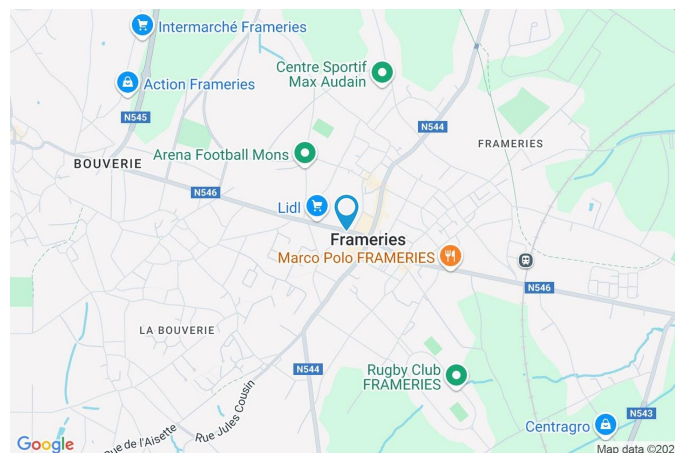 Intermarché Frameries
Centre Sportif
Max Audain
Action Frameries
N545
N544
FRAMERIES
BOUVERIE
Arena Football Mons
N546
Lidl
Frameries
Marco Polo FRAMERIES
N546
LA BOUVERIE
N544
Rugby Club
FRAMERIES
Rue Jules Cousin
N543
Centragro
Rue de l'Aisette
Google
Map data ©202